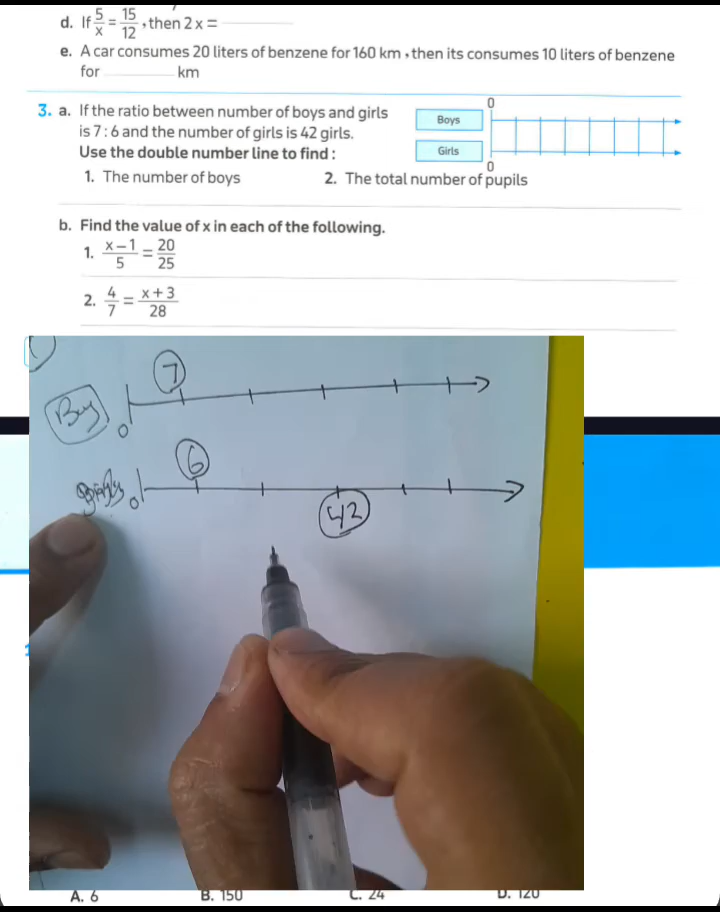 d. If 5/x = 15/12 , then 2 x =
e. A car consumes 20 liters of benzene for 160 km , then its consumes 10 liters of benzene
for km
3. a. If the ratio between number of boys and girls
is 7 : 6 and the number of girls is 42 girls.
Use the double number line to find :
1. The number of boys 2. The total number of pupils
0
Boys
Girls
0
b. Find the value of x in each of the following.
1. x – 1 / 5 = 20 / 25
2. 4 / 7 = x + 3 / 28
7
Boy
0
6
girls
0
42
A. 6 B. 150 C. 24 D. 120